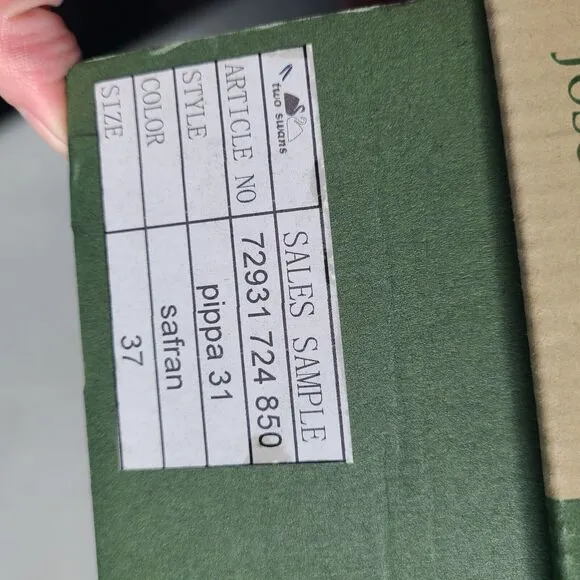 two swans
SALES SAMPLE
ARTICLE NO 72931 724 850
STYLE pippa 31
COLOR safran
SIZE 37